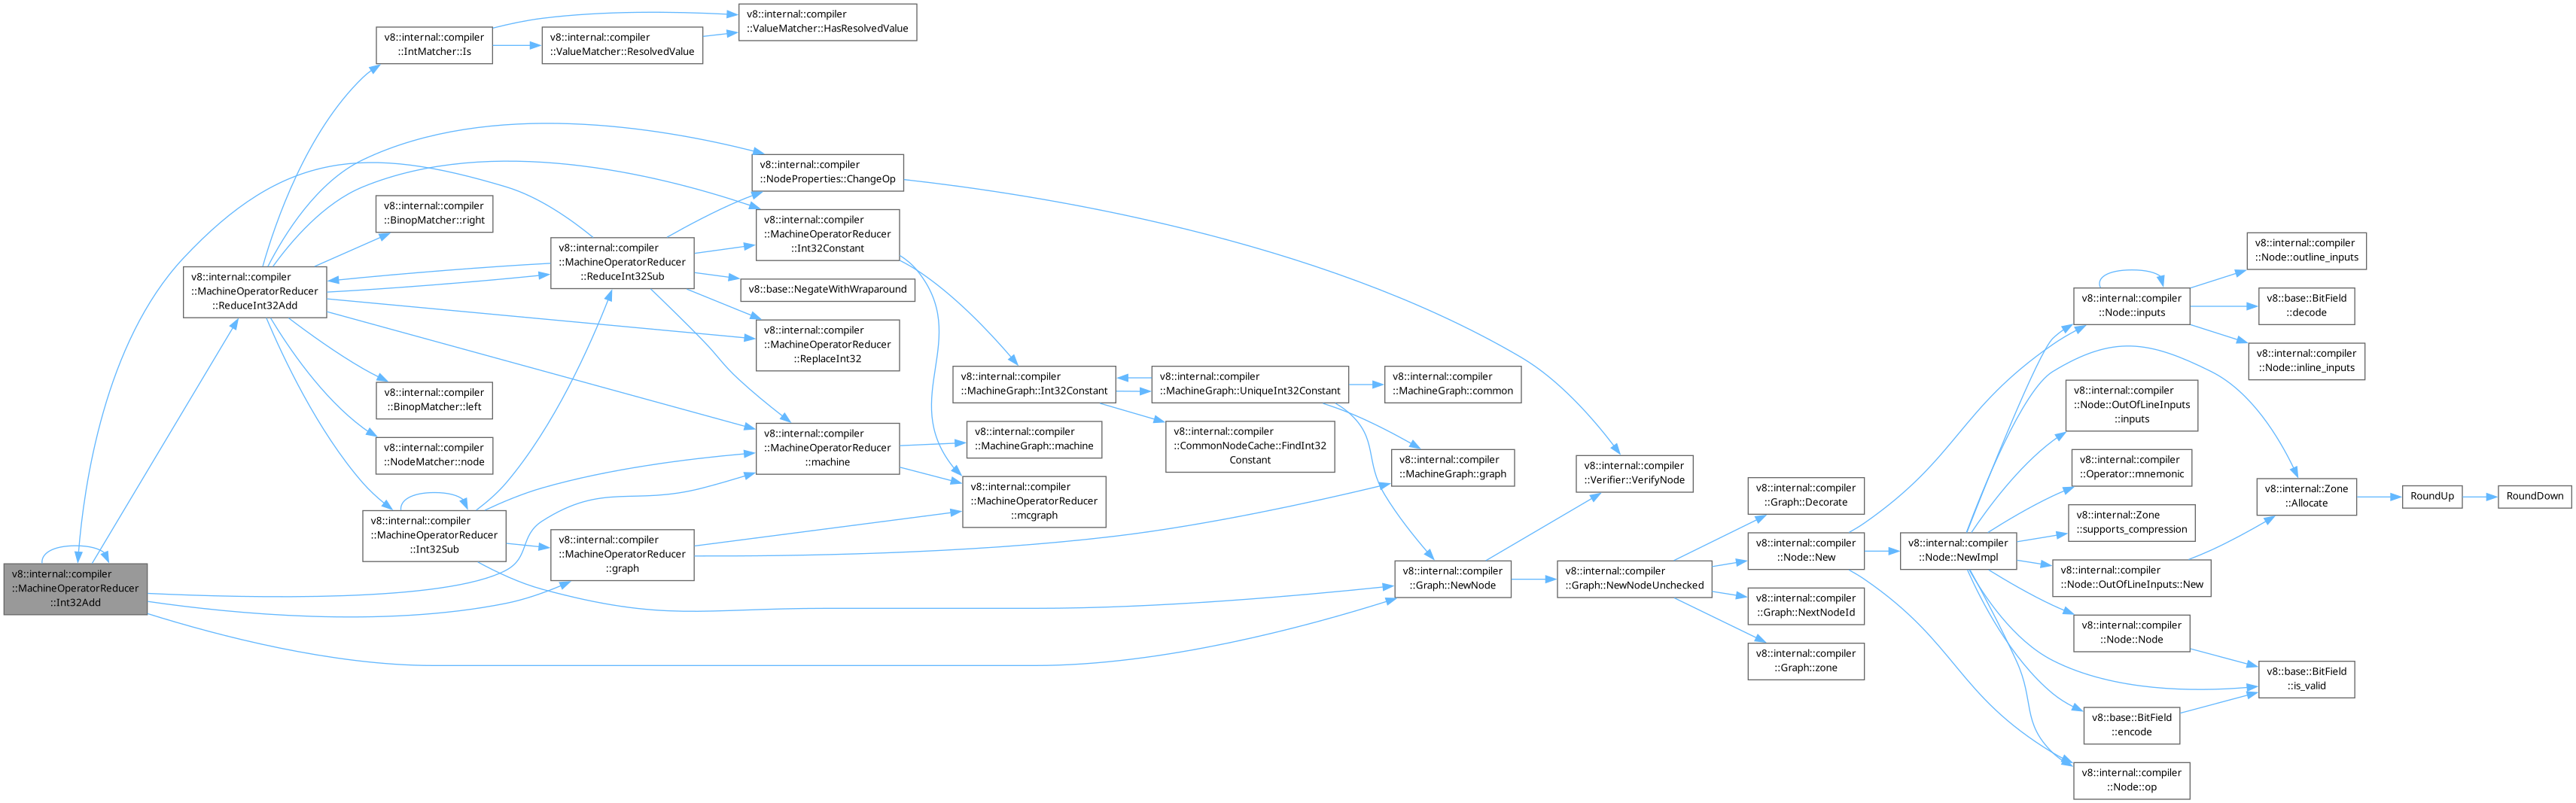 v8::internal::compiler
::MachineOperatorReducer
::Int32Add
v8::internal::compiler
::MachineOperatorReducer
::ReduceInt32Add
v8::internal::compiler
::IntMatcher::Is
v8::internal::compiler
::BinopMatcher::right
v8::internal::compiler
::BinopMatcher::left
v8::internal::compiler
::NodeMatcher::node
v8::internal::compiler
::MachineOperatorReducer
::Int32Sub
v8::internal::compiler
::ValueMatcher::ResolvedValue
v8::internal::compiler
::MachineOperatorReducer
::ReduceInt32Sub
v8::internal::compiler
::MachineOperatorReducer
::graph
v8::internal::compiler
::ValueMatcher::HasResolvedValue
v8::internal::compiler
::NodeProperties::ChangeOp
v8::internal::compiler
::MachineOperatorReducer
::Int32Constant
v8::base::NegateWithWraparound
v8::internal::compiler
::MachineOperatorReducer
::ReplaceInt32
v8::internal::compiler
::MachineOperatorReducer
::machine
v8::internal::compiler
::MachineGraph::Int32Constant
v8::internal::compiler
::MachineGraph::machine
v8::internal::compiler
::MachineOperatorReducer
::mcgraph
v8::internal::compiler
::MachineGraph::UniqueInt32Constant
v8::internal::compiler
::CommonNodeCache::FindInt32
Constant
v8::internal::compiler
::MachineGraph::common
v8::internal::compiler
::MachineGraph::graph
v8::internal::compiler
::Graph::NewNode
v8::internal::compiler
::Verifier::VerifyNode
v8::internal::compiler
::Graph::NewNodeUnchecked
v8::internal::compiler
::Graph::Decorate
v8::internal::compiler
::Node::New
v8::internal::compiler
::Graph::NextNodeId
v8::internal::compiler
::Graph::zone
v8::internal::compiler
::Node::NewImpl
v8::internal::compiler
::Node::inputs
v8::internal::compiler
::Node::OutOfLineInputs
::inputs
v8::internal::compiler
::Operator::mnemonic
v8::internal::Zone
::supports_compression
v8::internal::compiler
::Node::OutOfLineInputs::New
v8::internal::compiler
::Node::Node
v8::base::BitField
::encode
v8::internal::compiler
::Node::op
v8::internal::compiler
::Node::outline_inputs
v8::base::BitField
::decode
v8::internal::compiler
::Node::inline_inputs
v8::internal::Zone
::Allocate
v8::base::BitField
::is_valid
RoundUp
RoundDown